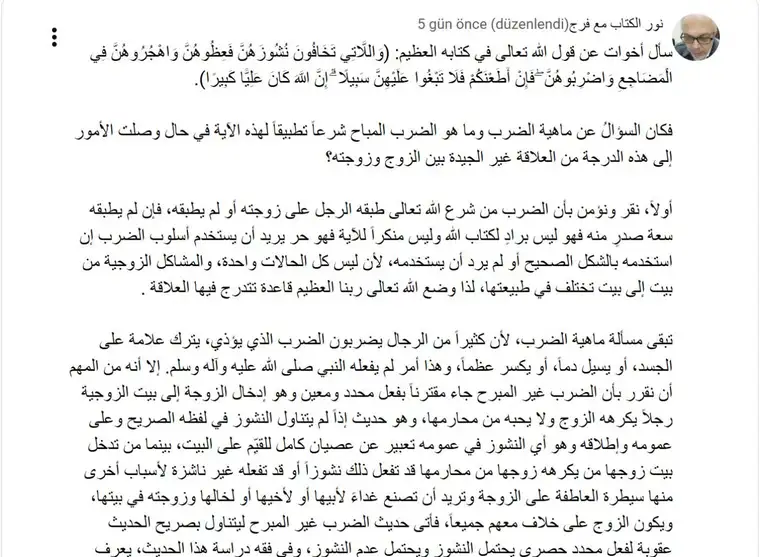 نور الكتاب مع فرج 5 gün önce (düzenlendi)
سأل أخوات عن قول الله تعالى في كتابه العظيم: (وَاللَّاتِي تَخَافُونَ نُشُوزَهُنَّ فَعِظُوهُنَّ وَاهْجُرُوهُنَّ فِي
الْمَضَاجِعِ وَاضْرِبُوهُنَّ ۖ فَإِنْ أَطَعْنَكُمْ فَلَا تَبْغُوا عَلَيْهِنَّ سَبِيلًا ۗ إِنَّ اللَّهَ كَانَ عَلِيًّا كَبِيرًا).
فكان السؤالُ عن ماهية الضرب وما هو الضرب المباح شرعاً تطبيقاً لهذه الآية في حال وصلت الأمور
إلى هذه الدرجة من العلاقة غير الجيدة بين الزوج وزوجته؟
أولاً، نقر ونؤمن بأن الضرب من شرع الله تعالى طبقه الرجل على زوجته أو لم يطبقه، فإن لم يطبقه
سعة صدرِ منه فهو ليس برادِ لكتاب الله وليس منكراً للآية فهو حر يريد أن يستخدم أسلوب الضرب إن
استخدمه بالشكل الصحيح أو لم يرد أن يستخدمه، لأن ليس كل الحالات واحدة، والمشاكل الزوجية من
بيت إلى بيت تختلف في طبيعتها، لذا وضع الله تعالى ربنا العظيم قاعدة تتدرج فيها العلاقة .
تبقى مسألة ماهية الضرب، لأن كثيراً من الرجال يضربون الضرب الذي يؤذي، يترك علامة على
الجسد، أو يسيل دماً، أو يكسر عظماً، وهذا أمر لم يفعله النبي صلى الله عليه وآله وسلم. إلا أنه من المهم
أن نقرر بأن الضرب غير المبرح جاء مقترناً بفعل محدد ومعين وهو إدخال الزوجة إلى بيت الزوجية
رجلاً يكرهه الزوج ولا يحبه من محارمها، وهو حديث إذاً لم يتناول النشوز في لفظه الصريح وعلى
عمومه وإطلاقه وهو أي النشوز في عمومه تعبير عن عصيان كامل للقيّم على البيت، بينما من تدخل
بيت زوجها من يكرهه زوجها من محارمها قد تفعل ذلك نشوزاً أو قد تفعله غير ناشزة لأسباب أخرى
منها سيطرة العاطفة على الزوجة وتريد أن تصنع غداءً لأبيها أو لأخيها أو لخالها وزوجته في بيتها،
ويكون الزوج على خلاف معهم جميعاً، فأتى حديث الضرب غير المبرح ليتناول بصريح الحديث
عقوبة لفعل محدد حصري يحتمل النشوز ويحتمل عدم النشوز، وفي فقه دراسة هذا الحديث، يعرف